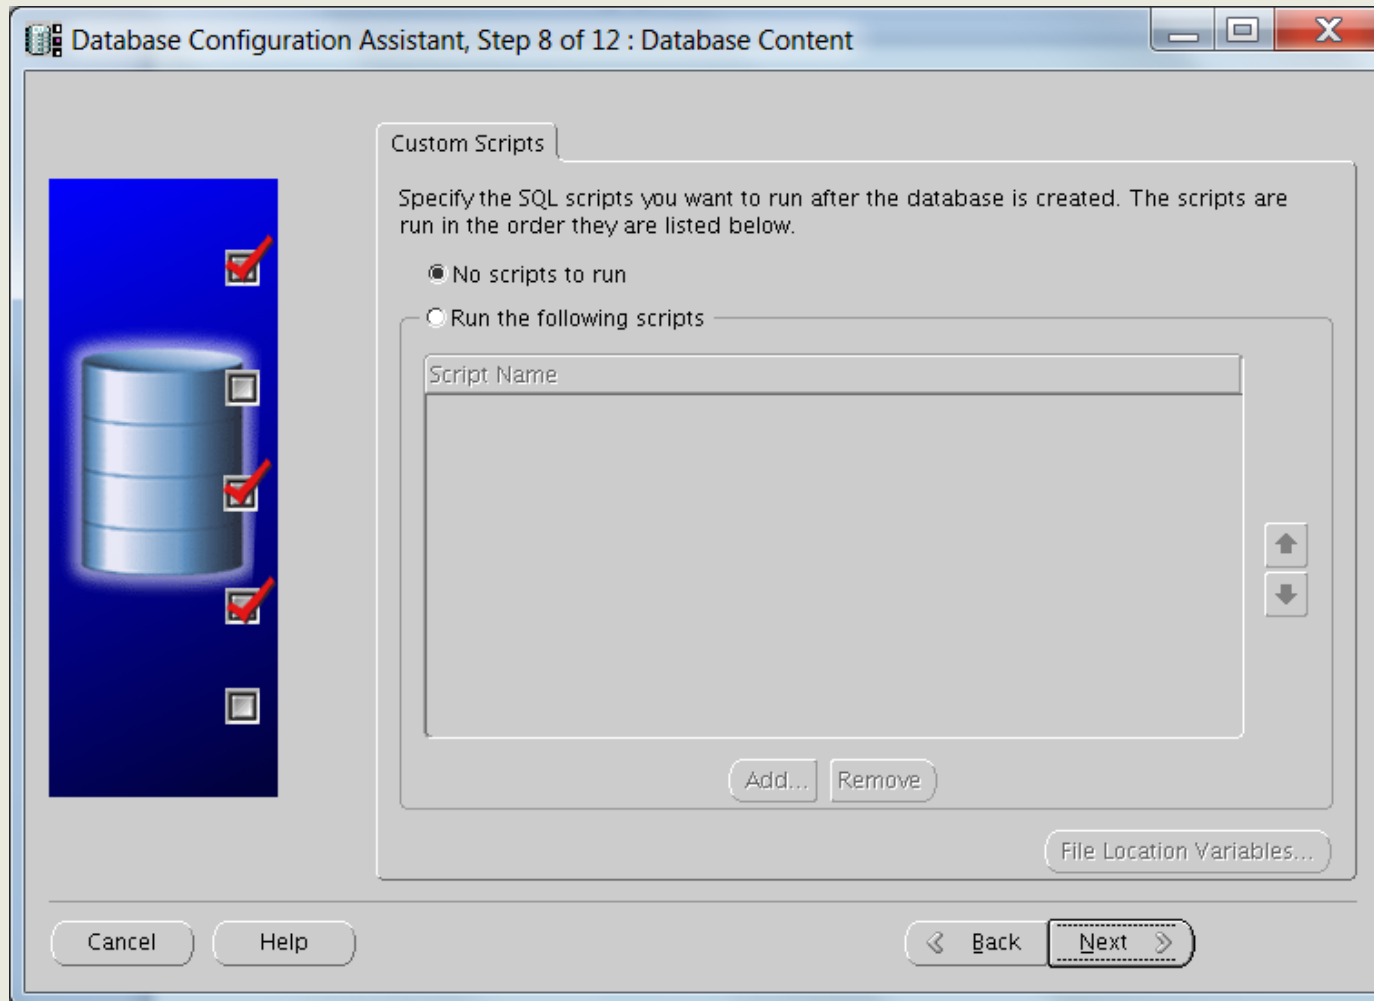 Database Configuration Assistant, Step 8 of 12 : Database Content
Custom Scripts
Specify the SQL scripts you want to run after the database is created. The scripts are
run in the order they are listed below.
No scripts to run
Run the following scripts
Script Name
Add...
Remove
File Location Variables...
Cancel
Help
Back
Next